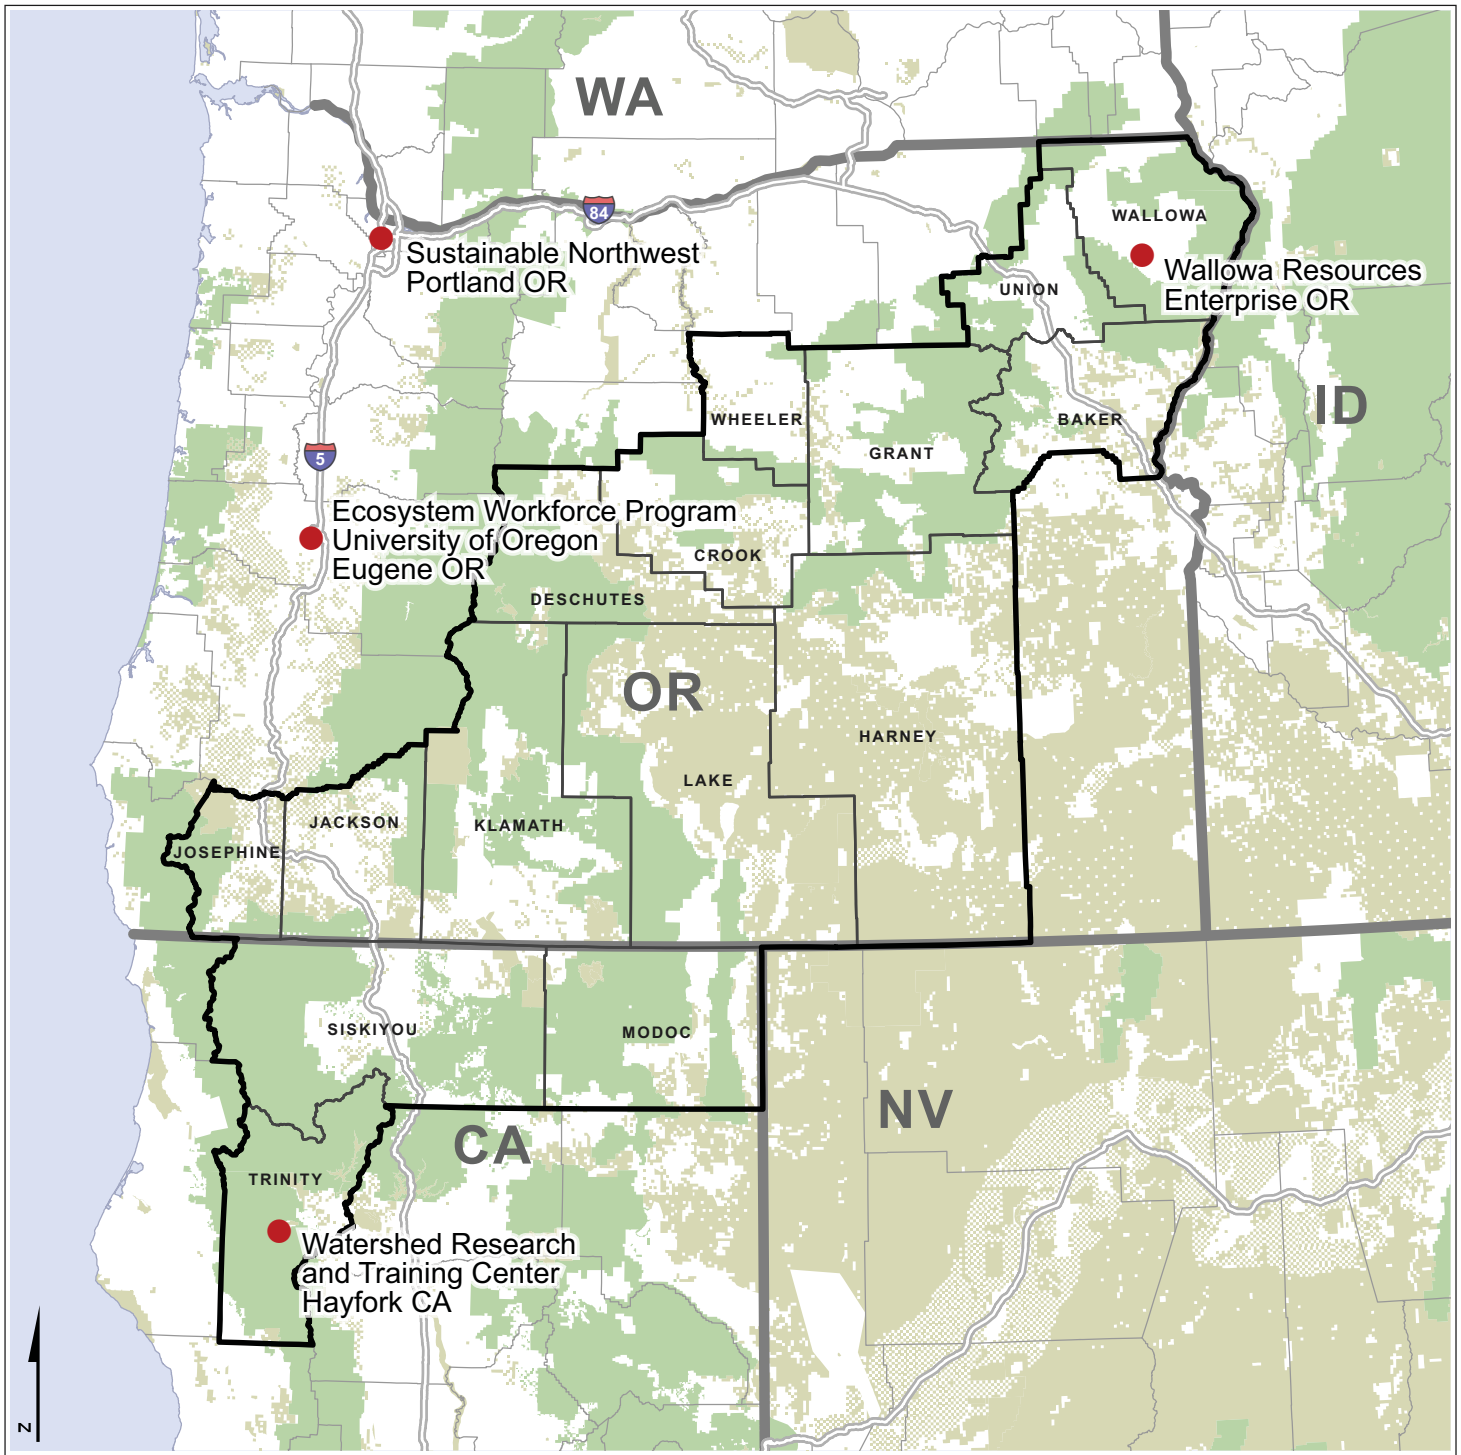 WA
84
WALLOWA
Sustainable Northwest
Portland OR
Wallowa Resources
Enterprise OR
UNION
ID
WHEELER
BAKER
GRANT
5
Ecosystem Workforce Program
University of Oregon
Eugene OR
CROOK
DESCHUTES
OR
HARNEY
LAKE
JACKSON
KLAMATH
JOSEPHINE
SISKIYOU
MODOC
NV
CA
TRINITY
Watershed Research
and Training Center
Hayfork CA
N